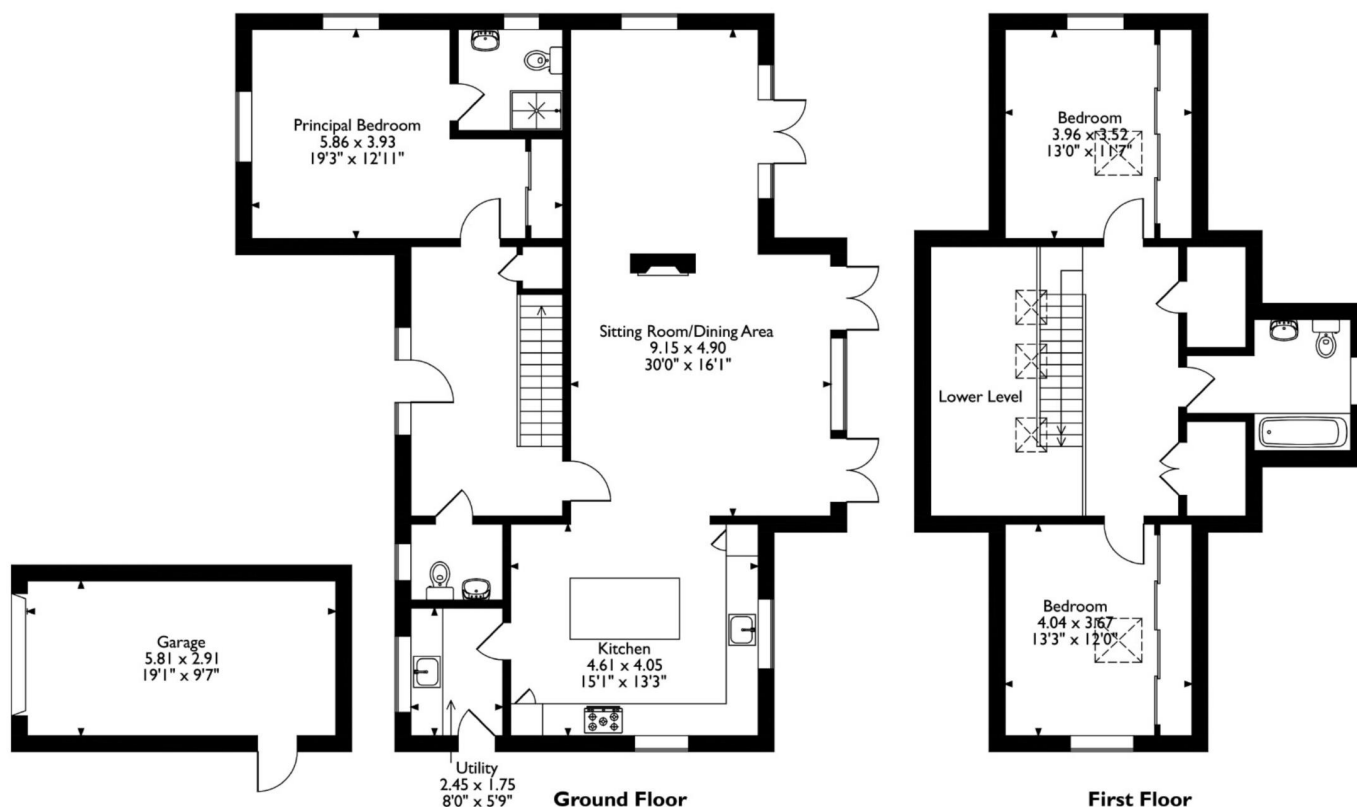 Principal Bedroom
5.86 x 3.93
19'3" x 12'11"
Sitting Room/Dining Area
9.15 x 4.90
30'0" x 16'1"
Garage
5.81 x 2.91
19'1" x 9'7"
Kitchen
4.61 x 4.05
15'1" x 13'3"
Utility
2.45 x 1.75
8'0" x 5'9"
Ground Floor
Bedroom
3.96 x 3.52
13'0" x 11'7"
Lower Level
Bedroom
4.04 x 3.67
13'3" x 12'0"
First Floor